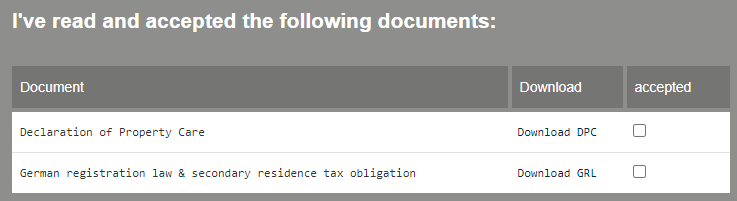 I've read and accepted the following documents:
Document Download accepted
Declaration of Property Care Download DPC
German registration law & secondary residence tax obligation Download GRL